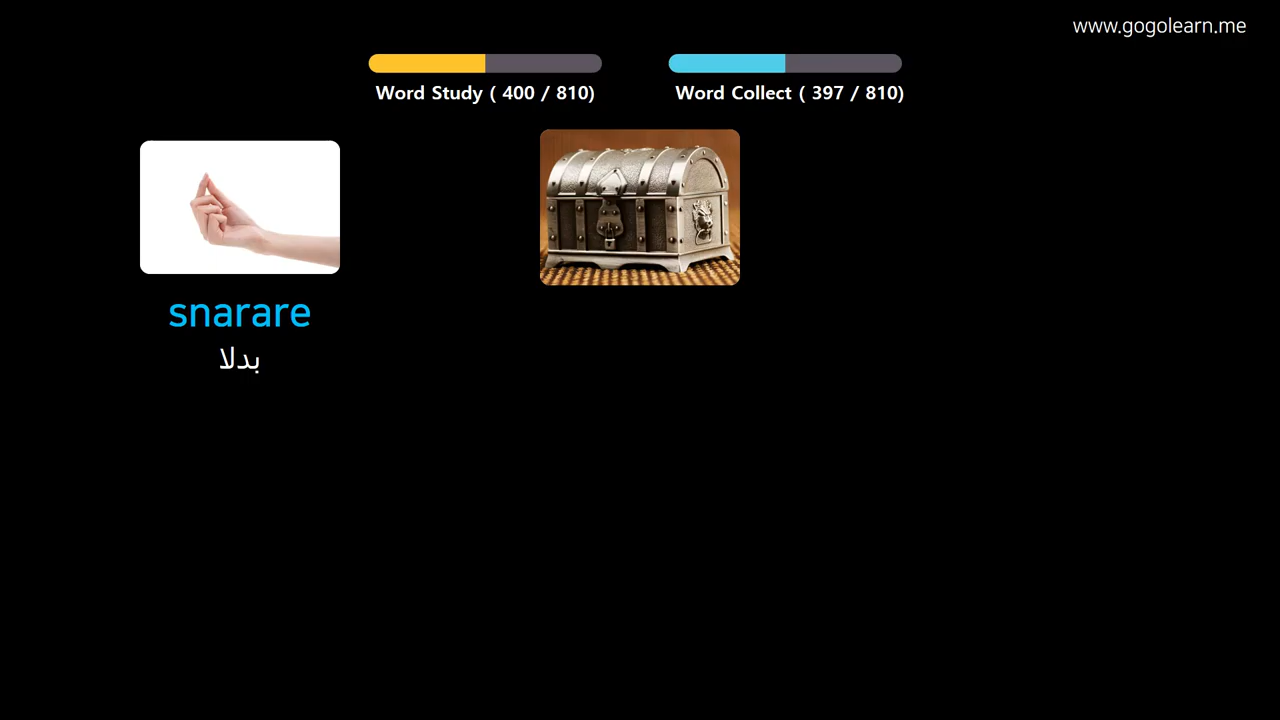 www.gogolearn.me
Word Study ( 400 / 810)
Word Collect ( 397 / 810)
snarare
بدلا